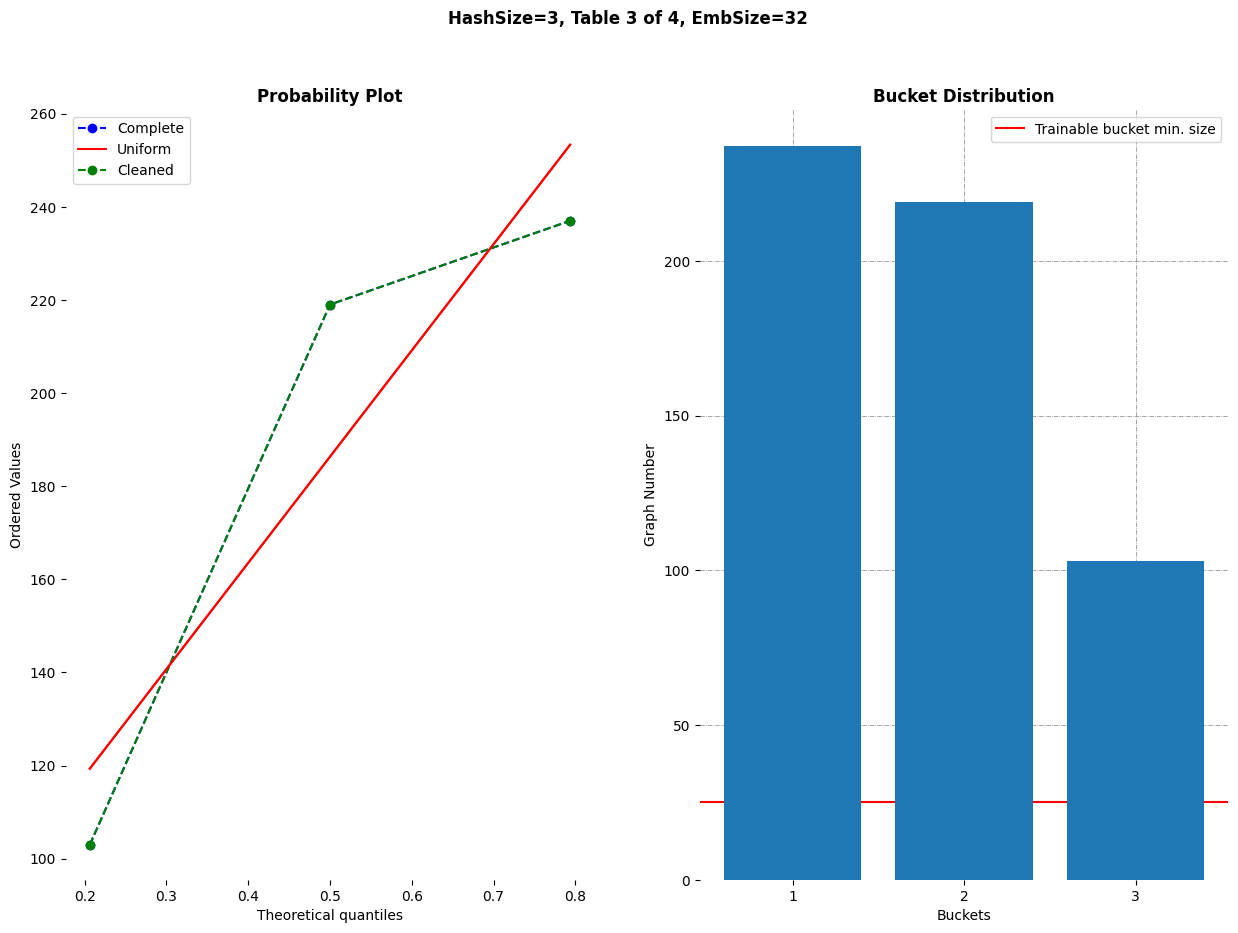 HashSize=3, Table 3 of 4, EmbSize=32
Probability Plot
Complete
Uniform
Cleaned
260
240
220
200
180
160
140
120
100
Ordered Values
0.2 0.3 0.4 0.5 0.6 0.7 0.8
Theoretical quantiles
Bucket Distribution
Trainable bucket min. size
200
150
100
50
0
Graph Number
1 2 3
Buckets